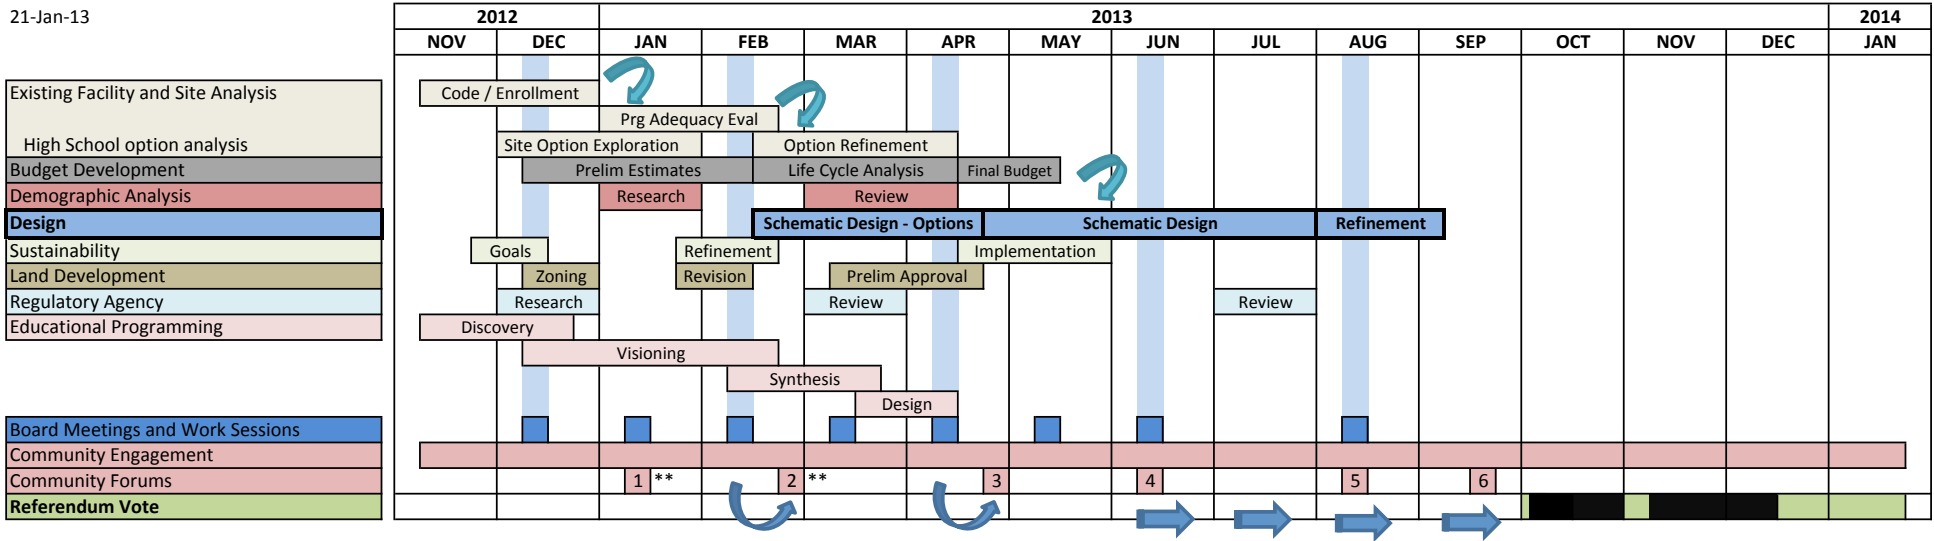 21-Jan-13 2012 2013 2014
NOV DEC JAN FEB MAR APR MAY JUN JUL AUG SEP OCT NOV DEC JAN
Existing Facility and Site Analysis Code / Enrollment
Prg Adequacy Eval
High School option analysis Site Option Exploration Option Refinement
Budget Development Prelim Estimates Life Cycle Analysis Final Budget
Demographic Analysis Research Review
Design Schematic Design - Options Schematic Design Refinement
Sustainability Goals Refinement Implementation
Land Development Zoning Revision Prelim Approval
Regulatory Agency Research Review Review
Educational Programming Discovery
Visioning
Synthesis
Design
Board Meetings and Work Sessions
Community Engagement
Community Forums 1 ** 2 ** 3 4 5 6
Referendum Vote